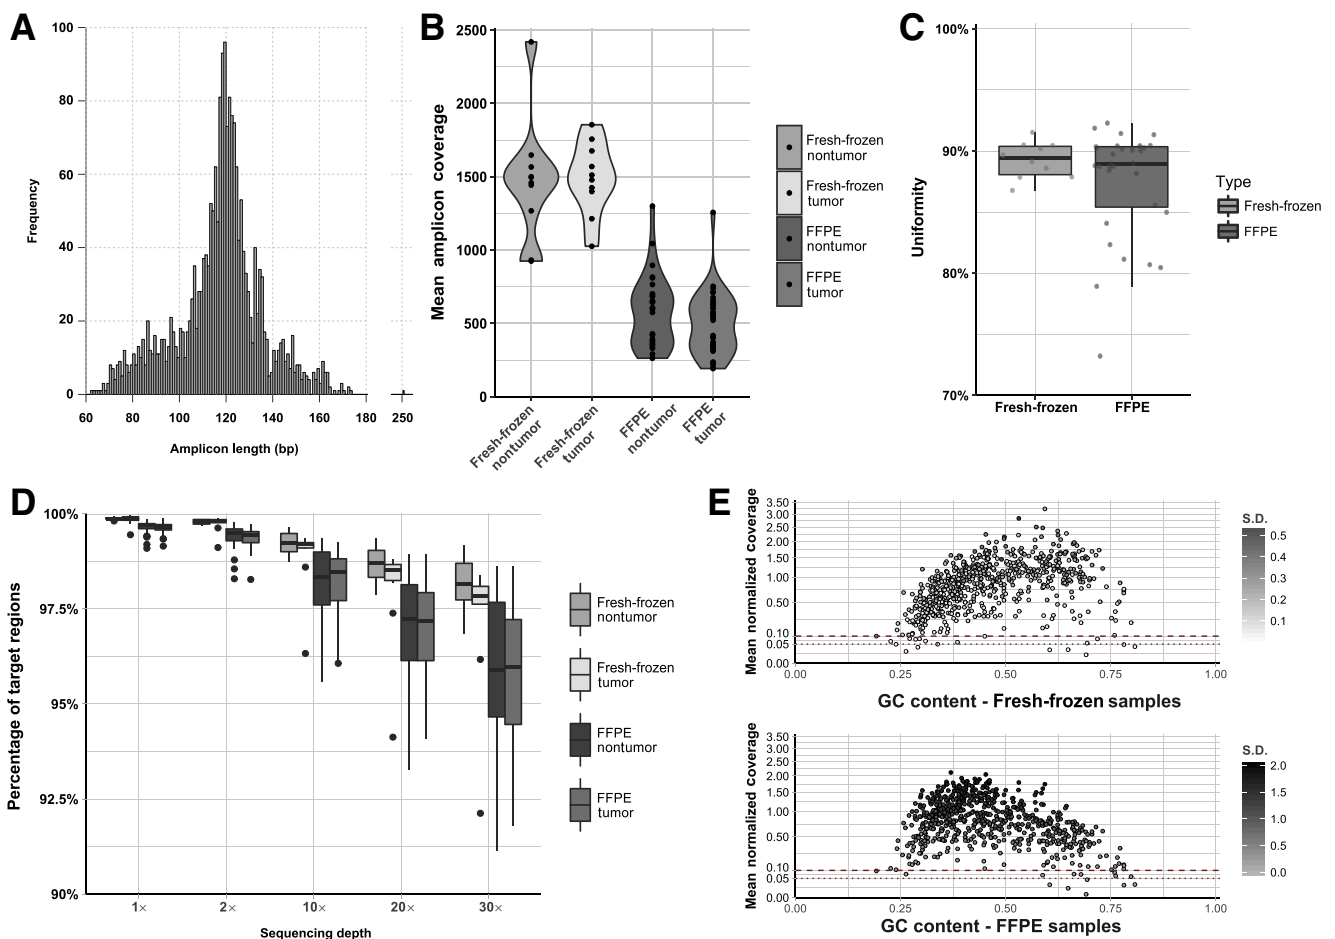 A
100
80
60
40
20
0
Frequency
60
80
100
120
140
160
180
250
Amplicon length (bp)
B
2500
2000
1500
1000
500
0
Mean amplicon coverage
Fresh-frozen
nontumor
Fresh-frozen
tumor
FFPE
nontumor
FFPE
tumor
Fresh-frozen
nontumor
Fresh-frozen
tumor
FFPE
nontumor
FFPE
tumor
C
100%
90%
80%
70%
Uniformity
Fresh-frozen
FFPE
Type
Fresh-frozen
FFPE
D
100%
97.5%
95%
92.5%
90%
Percentage of target regions
1×
2×
10×
20×
30×
Sequencing depth
Fresh-frozen
nontumor
Fresh-frozen
tumor
FFPE
nontumor
FFPE
tumor
E
Mean normalized coverage
3.50
3.00
2.50
2.00
1.50
1.00
0.50
0.10
0.05
0.00
0.00
0.25
0.50
0.75
1.00
GC content - Fresh-frozen samples
S.D.
0.5
0.4
0.3
0.2
0.1
Mean normalized coverage
3.50
3.00
2.50
2.00
1.50
1.00
0.50
0.10
0.05
0.00
0.00
0.25
0.50
0.75
1.00
GC content - FFPE samples
S.D.
2.0
1.5
1.0
0.5
0.0